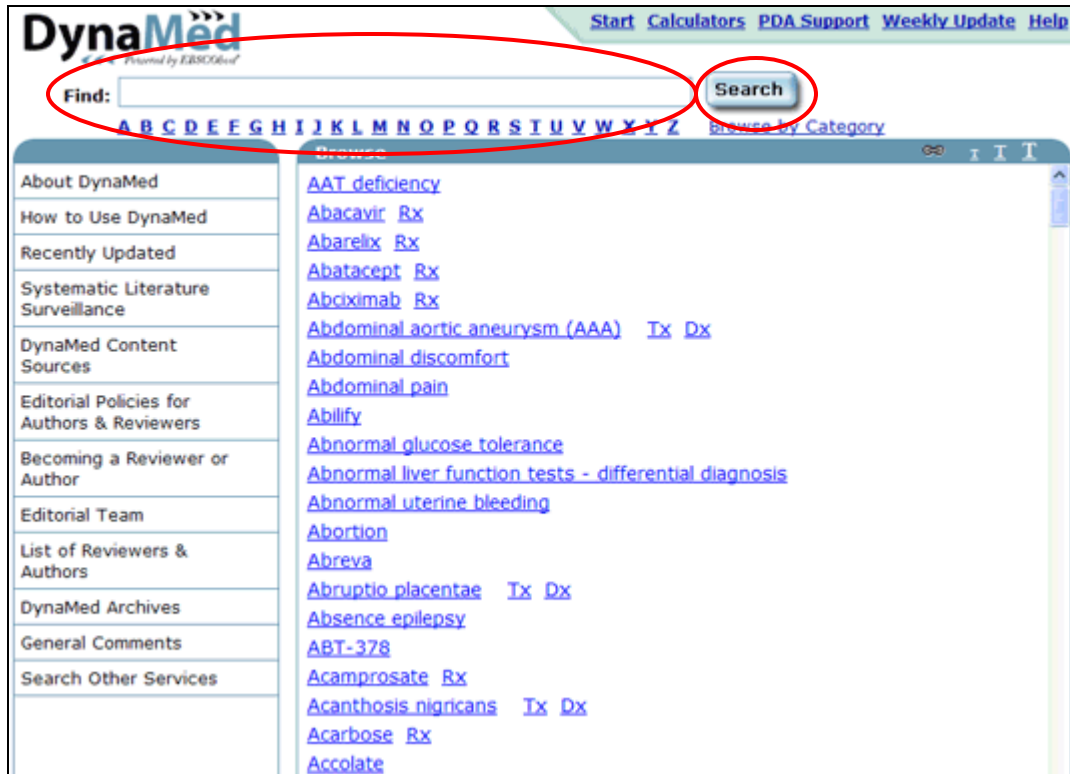 DynaMed
Powered by EBSCOhost
Start Calculators PDA Support Weekly Update Help
Find:
Search
A B C D E F G H I J K L M N O P Q R S T U V W X Y Z Browse by Category
Browse
T T T
About DynaMed
How to Use DynaMed
Recently Updated
Systematic Literature
Surveillance
DynaMed Content
Sources
Editorial Policies for
Authors & Reviewers
Becoming a Reviewer or
Author
Editorial Team
List of Reviewers &
Authors
DynaMed Archives
General Comments
Search Other Services
AAT deficiency
Abacavir Rx
Abarelix Rx
Abatacept Rx
Abciximab Rx
Abdominal aortic aneurysm (AAA) Tx Dx
Abdominal discomfort
Abdominal pain
Abilify
Abnormal glucose tolerance
Abnormal liver function tests - differential diagnosis
Abnormal uterine bleeding
Abortion
Abreva
Abruptio placentae Tx Dx
Absence epilepsy
ABT-378
Acamprosate Rx
Acanthosis nigricans Tx Dx
Acarbose Rx
Accolate